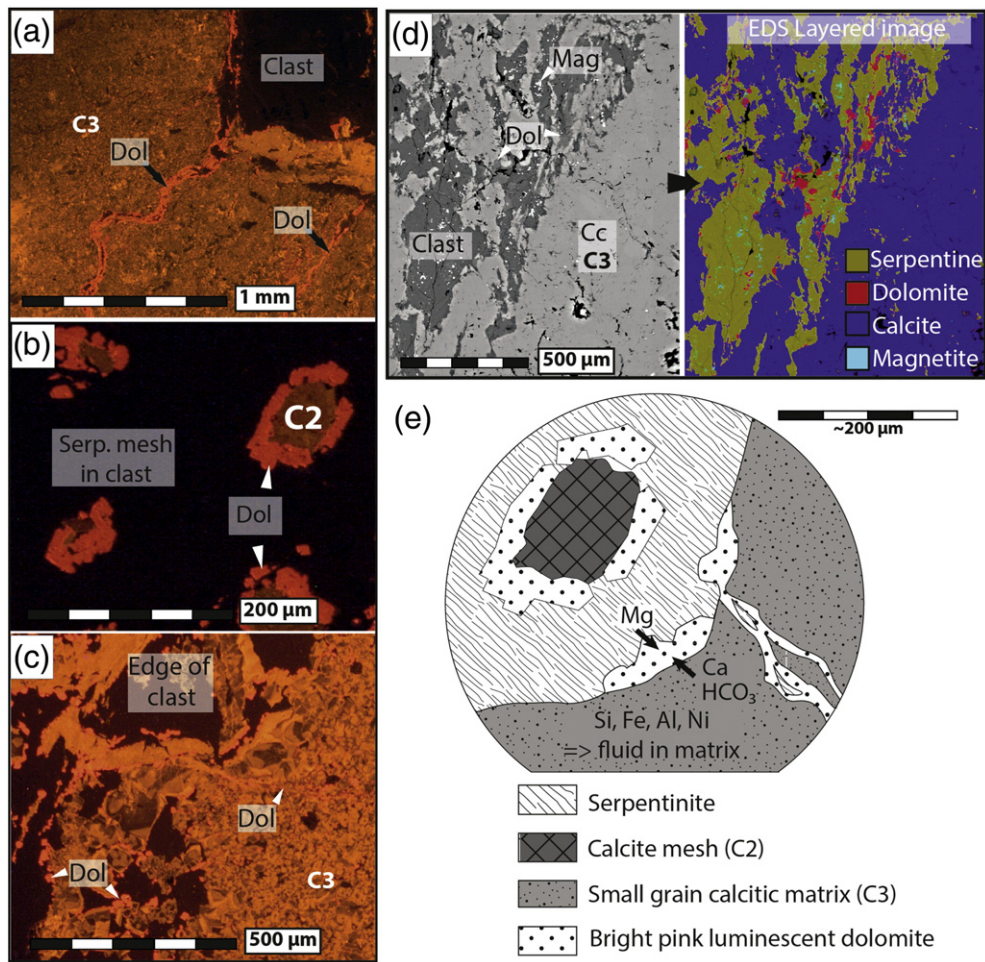 (a)
Clast
C3
Dol
Dol
1 mm
(b)
C2
Serp. mesh
in clast
Dol
200 µm
(c)
Edge of
clast
Dol
Dol
C3
500 µm
(d)
Mag
Dol
Clast
Cc
C3
500 µm
EDS Layered image
Serpentine
Dolomite
Calcite
Magnetite
(e)
~200 µm
Mg
Ca
HCO₃
Si, Fe, Al, Ni
=> fluid in matrix
Serpentinite
Calcite mesh (C2)
Small grain calcitic matrix (C3)
Bright pink luminescent dolomite